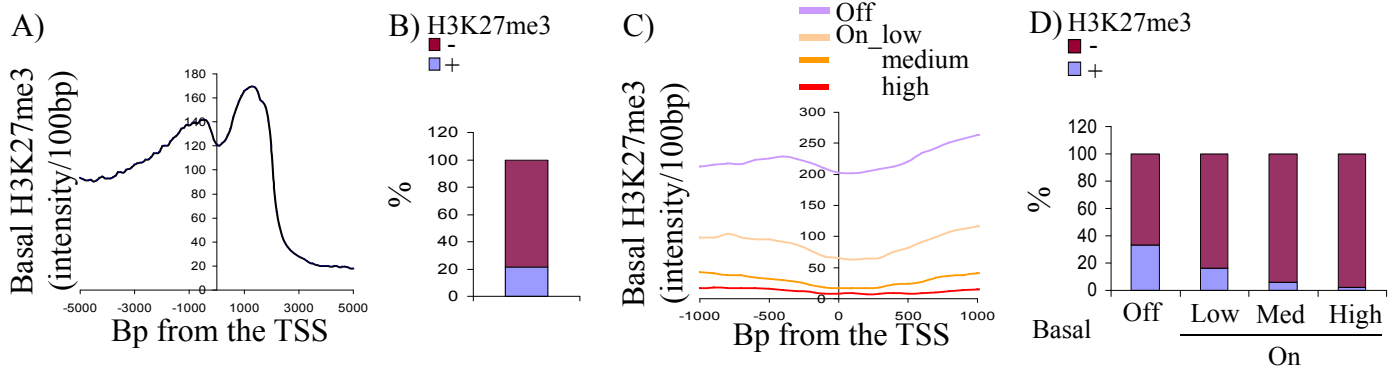 A)
Basal H3K27me3
(intensity/100bp)
180
160
140
120
100
80
60
40
20
0
-5000
-3000
-1000
1000
3000
5000
Bp from the TSS
B)
H3K27me3
-
+
%
120
100
80
60
40
20
0
C)
Off
On_low
medium
high
Basal H3K27me3
(intensity/100bp)
300
250
200
150
100
50
0
-1000
-500
0
500
1000
Bp from the TSS
D)
H3K27me3
-
+
%
120
100
80
60
40
20
0
Basal
Off
Low
Med
High
On